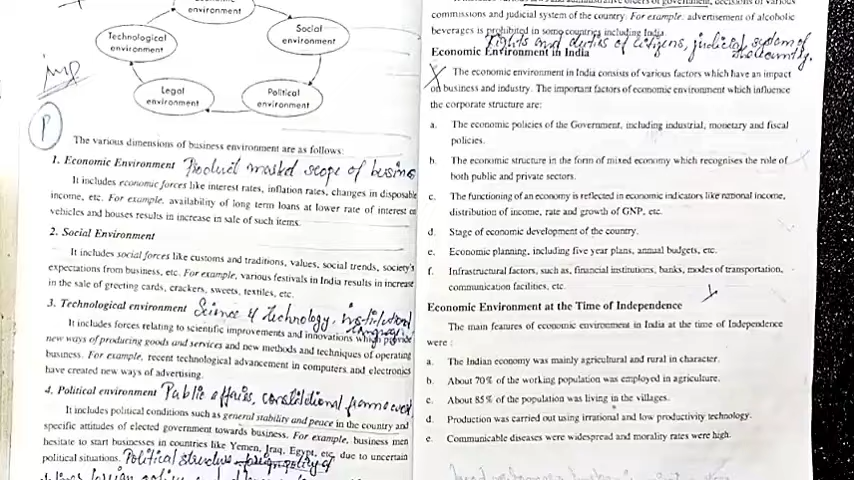 environment
Technological
environment
Social
environment
Legal
environment
Political
environment
Imp
P
The various dimensions of business environment are as follows:
1. Economic Environment Product market scope of
It includes economic forces like interest rates, inflation rates, changes in disposable
income, etc. For example, availability of long term loans at lower rate of interest on
vehicles and houses results in increase in sale of such items.
2. Social Environment
It includes social forces like customs and traditions, values, social trends, society's
expectations from business, etc. For example, various festivals in India results in increase
in the sale of greeting cards, crackers, sweets, textiles, etc.
3. Technological environment Science & Technology, institutional
It includes forces relating to scientific improvements and innovations which provide
new ways of producing goods and services and new methods and techniques of operating
business. For example, recent technological advancement in computers and electronics
have created new ways of advertising.
4. Political environment Public affairs,
It includes political conditions such as general stability and peace in the country and
specific attitudes of elected government towards business. For example, business men
hesitate to start businesses in countries like Yemen, Iraq, Egypt, etc, due to uncertain
political situations. Political structure
commissions and judicial system of the country. For example: advertisement of alcoholic
beverages is prohibited in some countries including India.
Rights and duties of citizens, judicial system of
the country.
Economic Environment in India
The economic environment in India consists of various factors which have an impact
on business and industry. The important factors of economic environment which influence
the corporate structure are:
a. The economic policies of the Government, including industrial, monetary and fiscal
policies.
b. The economic structure in the form of mixed economy which recognises the role of
both public and private sectors.
c. The functioning of an economy is reflected in economic indicators like national income,
distribution of income, rate and growth of GNP, etc.
d. Stage of economic development of the country.
e. Economic planning, including five year plans, annual budgets, etc.
f. Infrastructural factors, such as, financial institutions, banks, modes of transportation,
communication facilities, etc.
Economic Environment at the Time of Independence
The main features of economic environment in India at the time of Independence
were :
a. The Indian economy was mainly agricultural and rural in character.
b. About 70% of the working population was employed in agriculture.
c. About 85% of the population was living in the villages.
d. Production was carried out using irrational and low productivity technology.
e. Communicable diseases were widespread and morality rates were high.